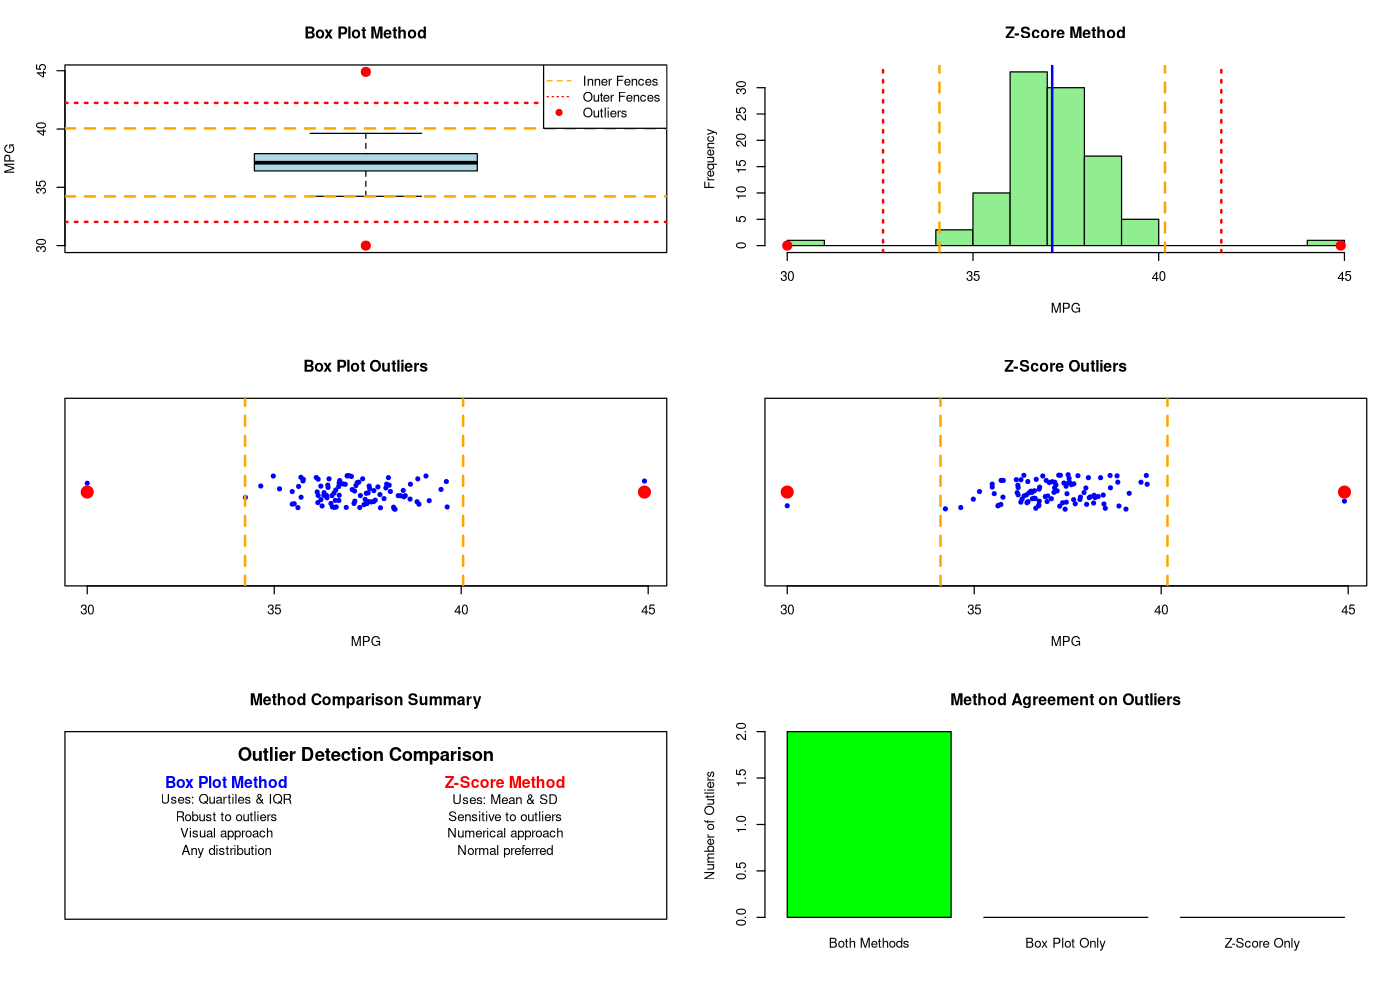 Box Plot Method
MPG
45
40
35
30
Inner Fences
Outer Fences
Outliers
Z-Score Method
Frequency
30
25
20
15
10
5
0
30
35
40
45
MPG
Box Plot Outliers
30
35
40
45
MPG
Z-Score Outliers
30
35
40
45
MPG
Method Comparison Summary
Outlier Detection Comparison
Box Plot Method
Uses: Quartiles & IQR
Robust to outliers
Visual approach
Any distribution
Z-Score Method
Uses: Mean & SD
Sensitive to outliers
Numerical approach
Normal preferred
Method Agreement on Outliers
Number of Outliers
2.0
1.5
1.0
0.5
0.0
Both Methods
Box Plot Only
Z-Score Only